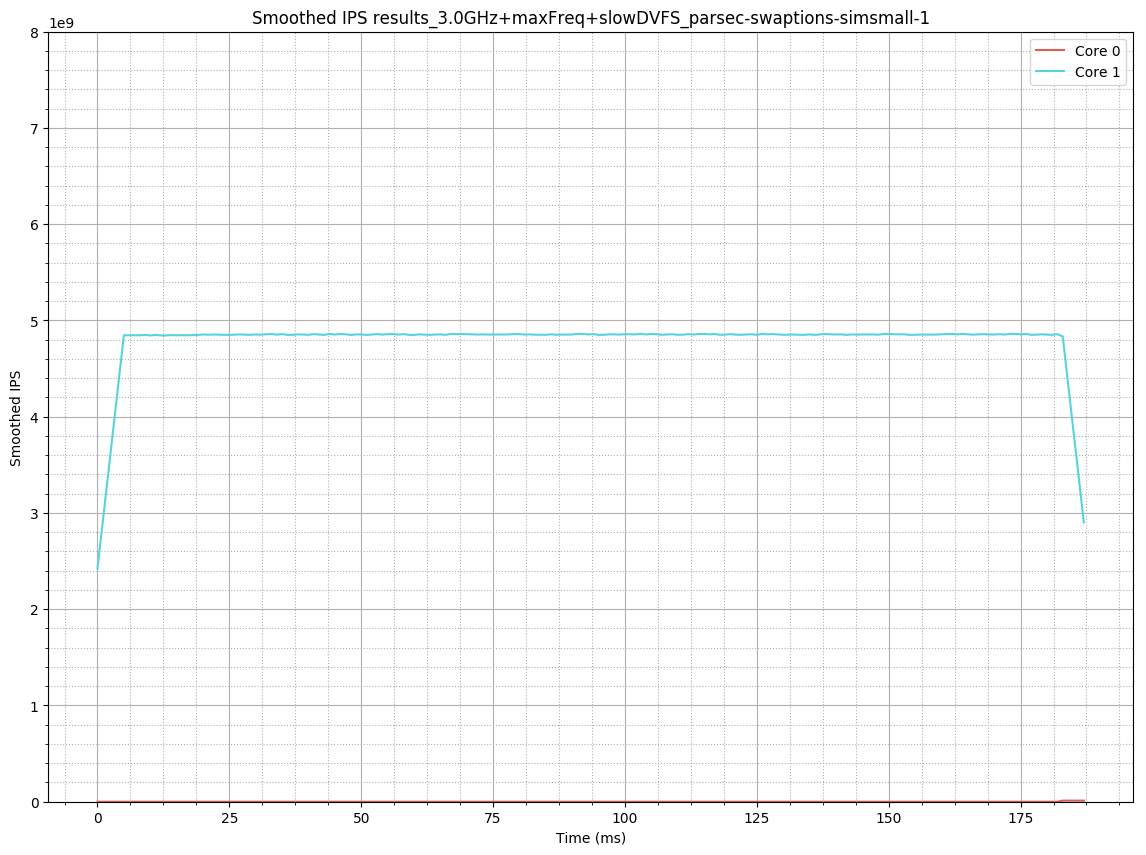 Smoothed IPS results_3.0GHz+maxFreq+slowDVFS_parsec-swaptions-simsmall-1
1e9
8
7
6
5
4
3
2
1
0
Smoothed IPS
Core 0
Core 1
0 25 50 75 100 125 150 175
Time (ms)